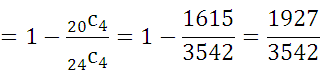 = 1 − ₂₀C₄ / ₂₄C₄ = 1 − 1615 / 3542 = 1927 / 3542